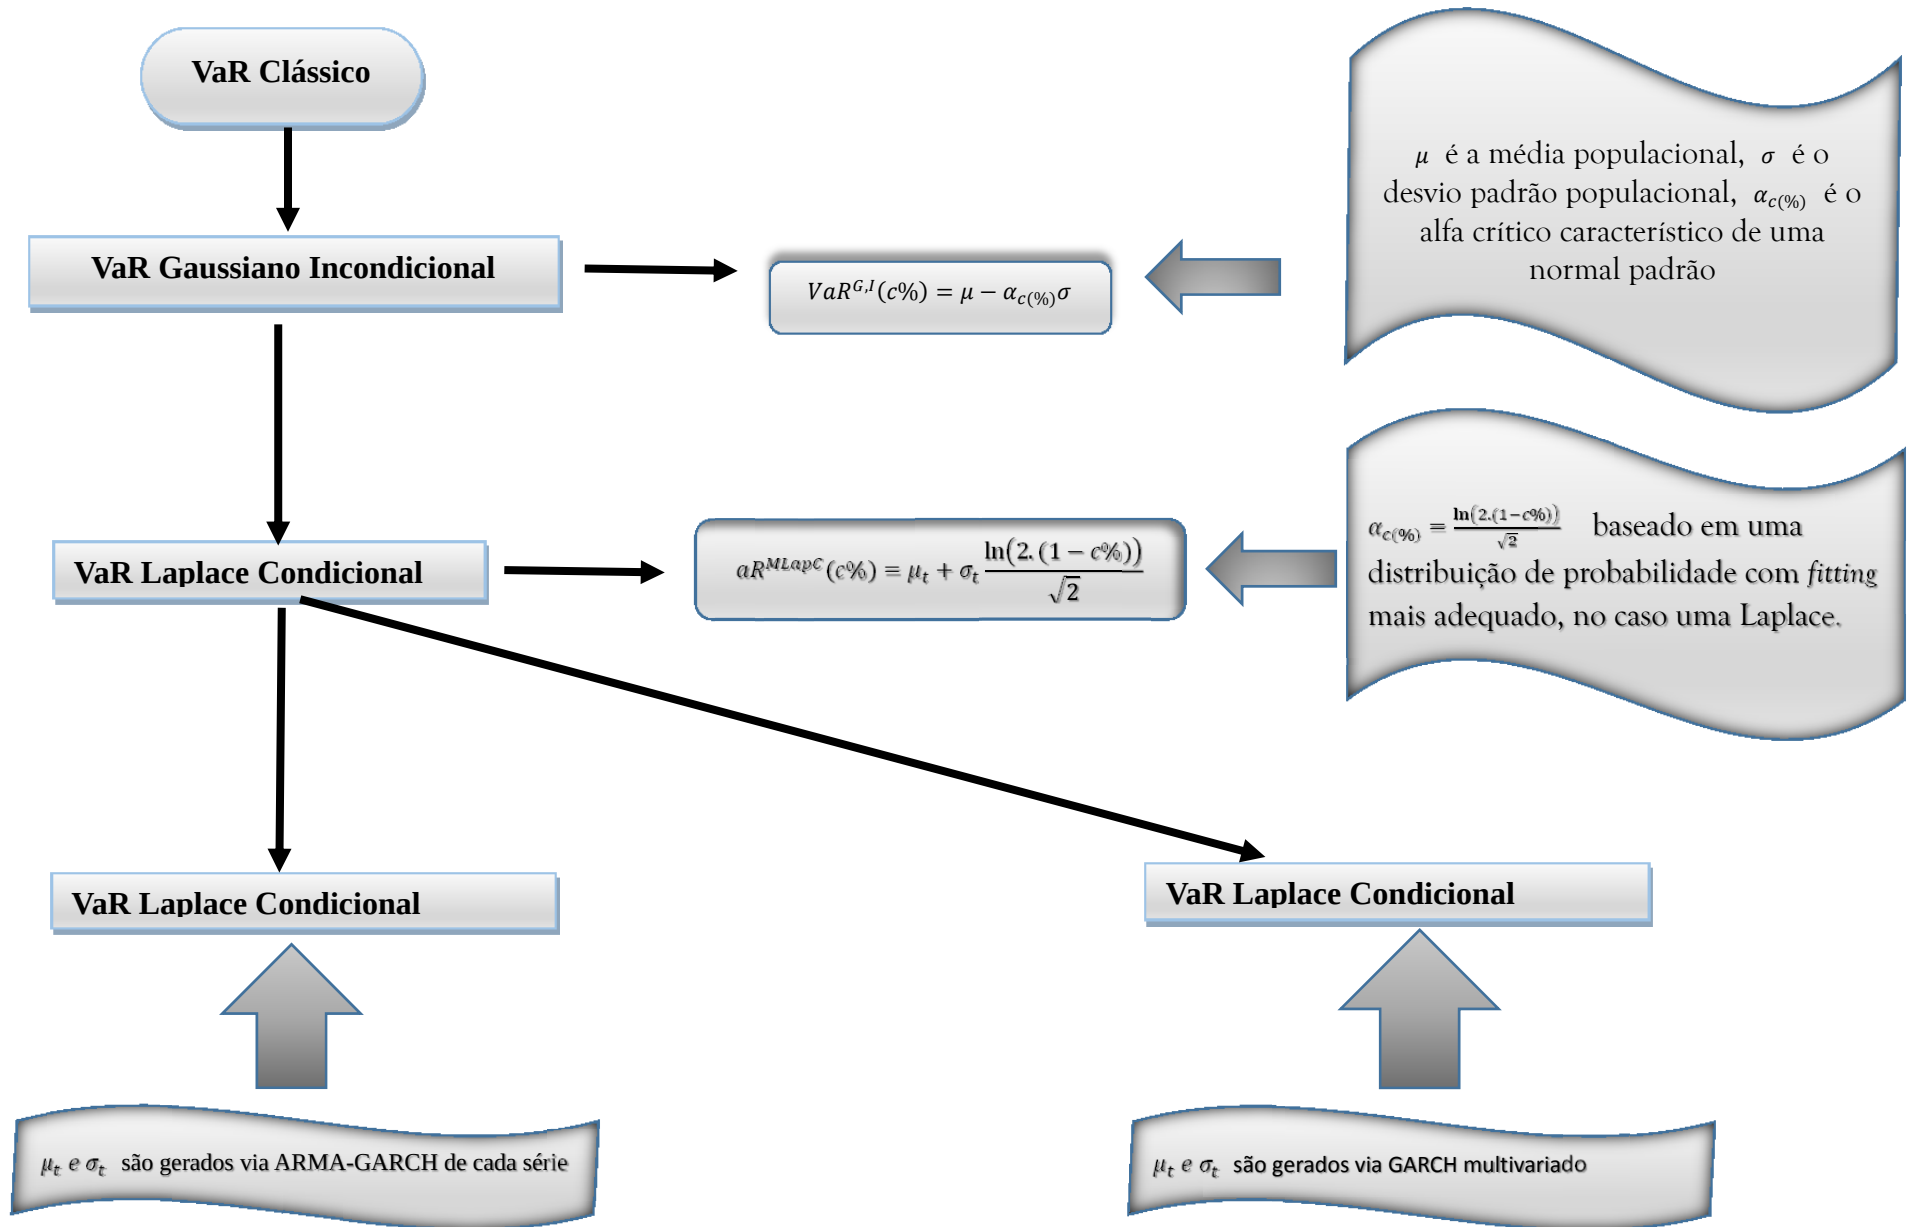 VaR Clássico
μ é a média populacional, σ é o
desvio padrão populacional, α_{c(%)} é o
alfa crítico característico de uma
normal padrão
VaR Gaussiano Incondicional
VaR^{G,I}(c%) = μ − α_{c(%)}σ
α_{c(%)} = \frac{ln(2.(1−c%))}{√2} baseado em uma
distribuição de probabilidade com fitting
mais adequado, no caso uma Laplace.
VaR Laplace Condicional
aR^{MLapC}(c%) = μ_t + σ_t \frac{ln(2.(1 − c%))}{√2}
VaR Laplace Condicional
VaR Laplace Condicional
μ_t e σ_t são gerados via ARMA-GARCH de cada série
μ_t e σ_t são gerados via GARCH multivariado